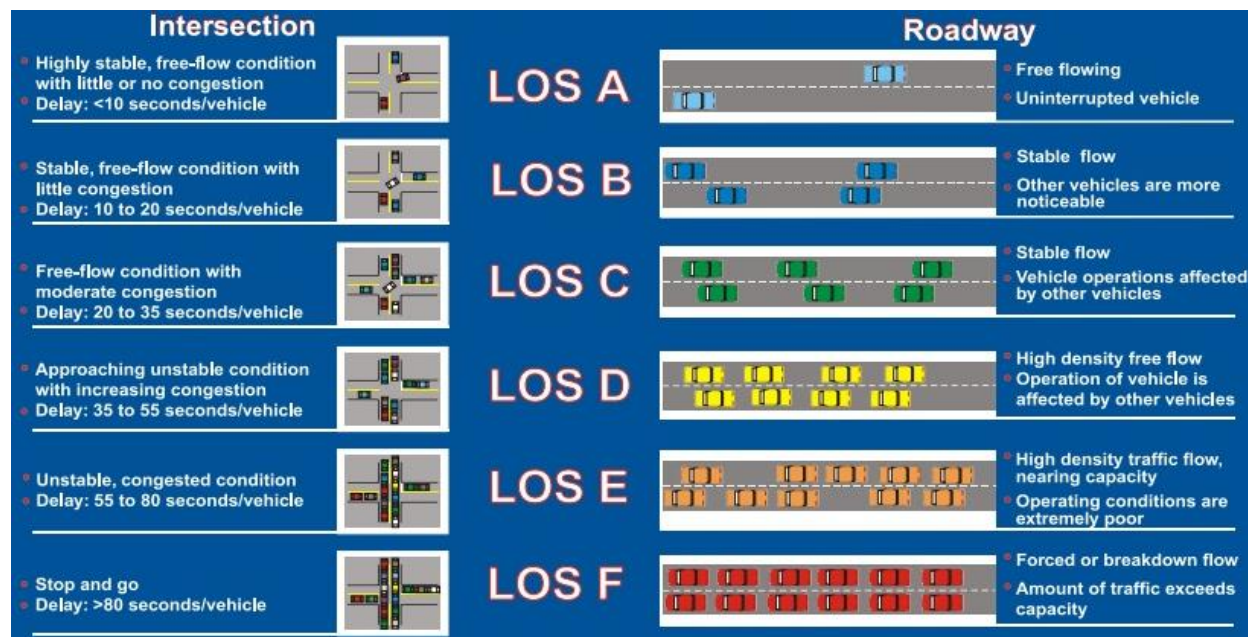 Intersection
Roadway
Highly stable, free-flow condition
with little or no congestion
Delay: <10 seconds/vehicle
LOS A
Free flowing
Uninterrupted vehicle
Stable, free-flow condition with
little congestion
Delay: 10 to 20 seconds/vehicle
LOS B
Stable flow
Other vehicles are more
noticeable
Free-flow condition with
moderate congestion
Delay: 20 to 35 seconds/vehicle
LOS C
Stable flow
Vehicle operations affected
by other vehicles
Approaching unstable condition
with increasing congestion
Delay: 35 to 55 seconds/vehicle
LOS D
High density free flow
Operation of vehicle is
affected by other vehicles
Unstable, congested condition
Delay: 55 to 80 seconds/vehicle
LOS E
High density traffic flow,
nearing capacity
Operating conditions are
extremely poor
Stop and go
Delay: >80 seconds/vehicle
LOS F
Forced or breakdown flow
Amount of traffic exceeds
capacity